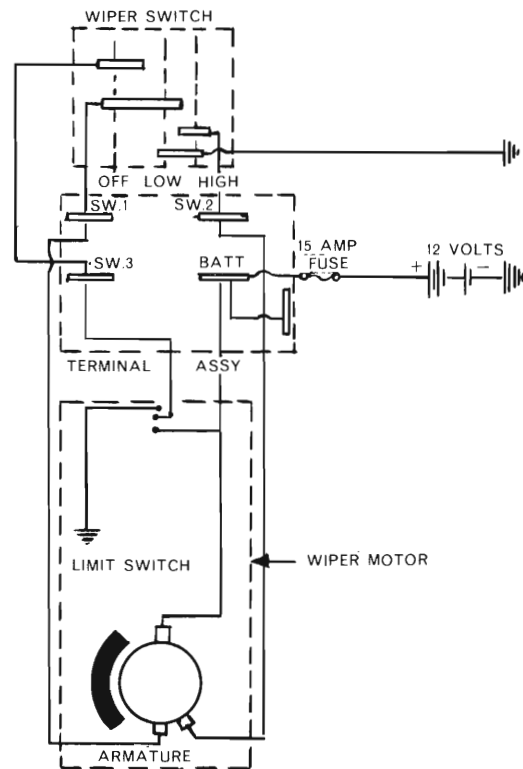 WIPER SWITCH
OFF LOW HIGH
SW.1 SW.2
SW.3 BATT
15 AMP
FUSE
12 VOLTS
+ −
TERMINAL ASSY
LIMIT SWITCH
WIPER MOTOR
ARMATURE